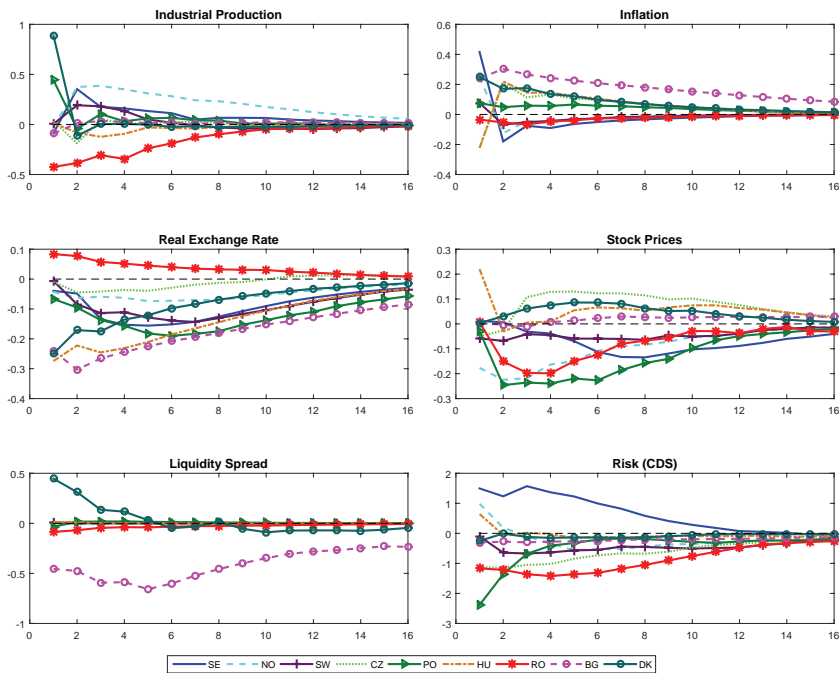 Industrial Production
1
0.5
0
-0.5
0 2 4 6 8 10 12 14 16
Inflation
0.6
0.4
0.2
0
-0.2
-0.4
0 2 4 6 8 10 12 14 16
Real Exchange Rate
0.1
0
-0.1
-0.2
-0.3
-0.4
0 2 4 6 8 10 12 14 16
Stock Prices
0.3
0.2
0.1
0
-0.1
-0.2
-0.3
0 2 4 6 8 10 12 14 16
Liquidity Spread
0.5
0
-0.5
-1
0 2 4 6 8 10 12 14 16
Risk (CDS)
2
1
0
-1
-2
-3
0 2 4 6 8 10 12 14 16
SE NO SW CZ PO HU RO BG DK